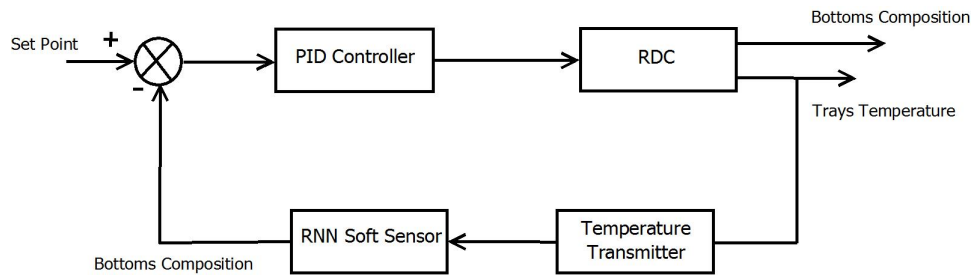 Bottoms Composition
Set Point
+
PID Controller
RDC
-
Trays Temperature
RNN Soft Sensor
Temperature
Transmitter
Bottoms Composition